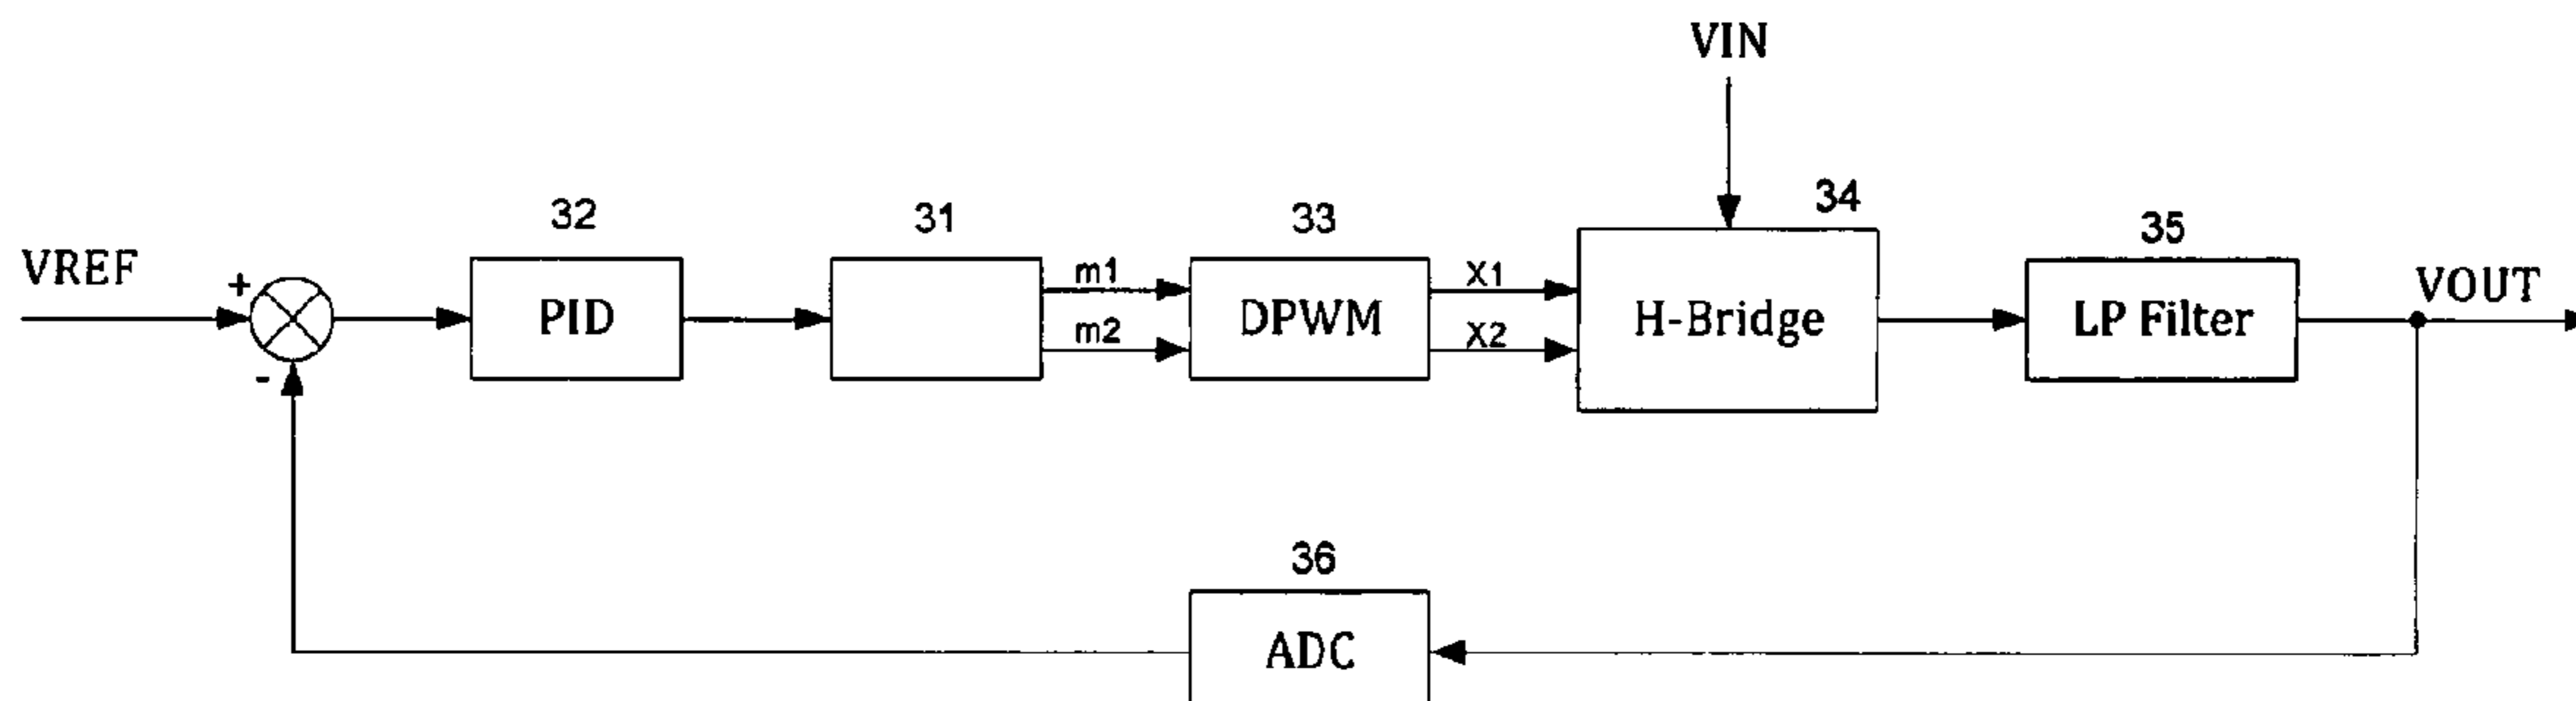 VIN
32
31
33
34
35
VREF
+
m1
X1
VOUT
PID
DPWM
H-Bridge
LP Filter
m2
X2
-
36
ADC